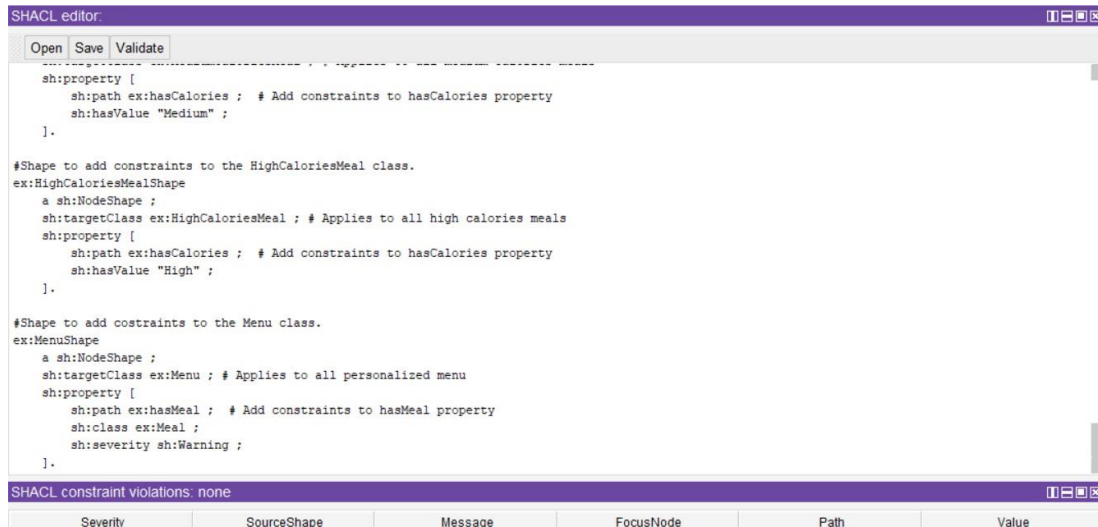 SHACL editor:
Open Save Validate
sh:property [
sh:path ex:hasCalories ; # Add constraints to hasCalories property
sh:hasValue "Medium" ;
].
#Shape to add constraints to the HighCaloriesMeal class.
ex:HighCaloriesMealShape
a sh:NodeShape ;
sh:targetClass ex:HighCaloriesMeal ; # Applies to all high calories meals
sh:property [
sh:path ex:hasCalories ; # Add constraints to hasCalories property
sh:hasValue "High" ;
].
#Shape to add costraints to the Menu class.
ex:MenuShape
a sh:NodeShape ;
sh:targetClass ex:Menu ; # Applies to all personalized menu
sh:property [
sh:path ex:hasMeal ; # Add constraints to hasMeal property
sh:class ex:Meal ;
sh:severity sh:Warning ;
].
SHACL constraint violations: none
Severity SourceShape Message FocusNode Path Value